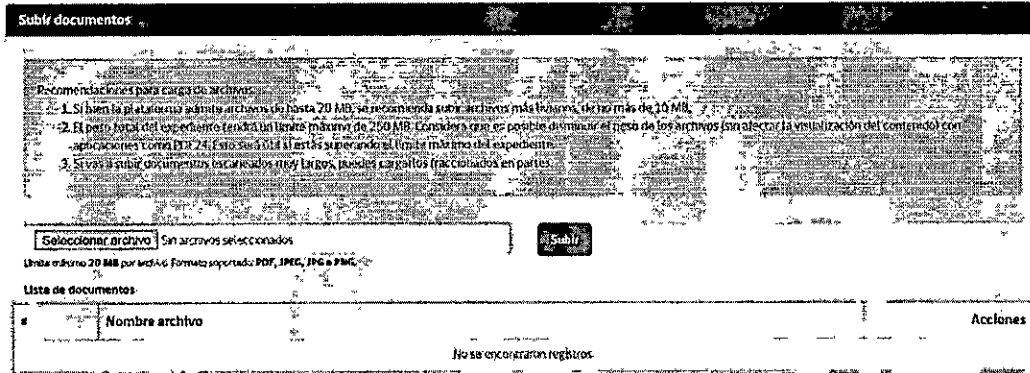 Subir documentos
Recomendaciones para carga de archivos:
1. Si bien la plataforma admite archivos de hasta 20 MB, se recomienda subir archivos más livianos, de no más de 10 MB.
2. El peso total del expediente tendrá un límite máximo de 250 MB. Considera que es posible disminuir el peso de los archivos (sin afectar la visualización del contenido) con
aplicaciones como PDF24. Esto será útil si estás superando el límite máximo del expediente.
3. Si vas a subir documentos escaneados muy largos, puedes cargarlos fraccionados en partes.
Seleccionar archivo Sin archivos seleccionados
Subir
Límite máximo 20 MB por archivo. Formato soportado: PDF, JPEG, JPG o PNG.
Lista de documentos
# Nombre archivo Acciones
No se encontraron registros